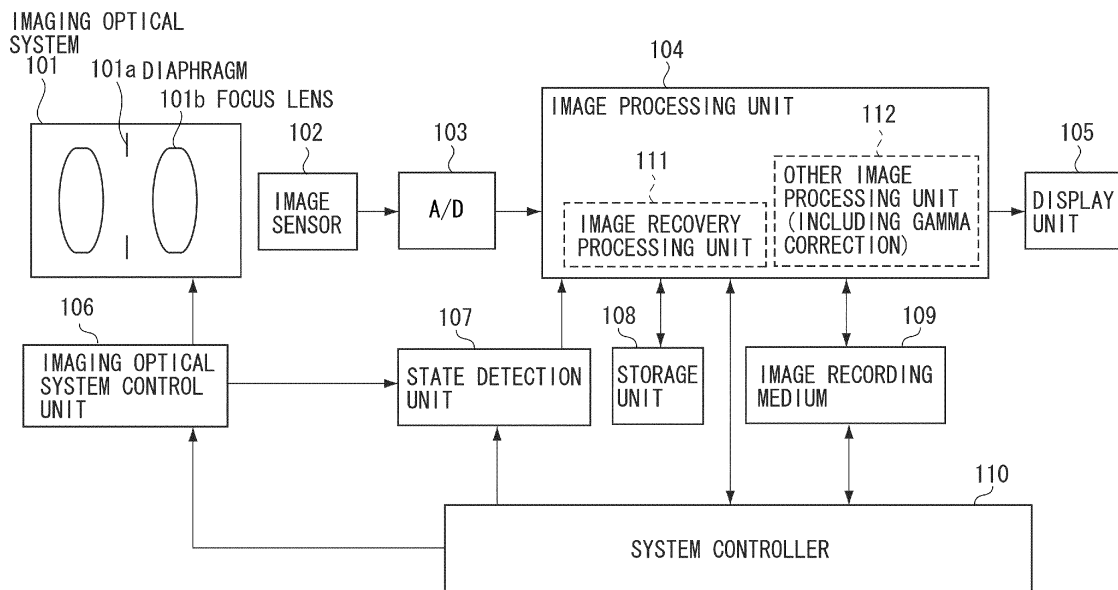 IMAGING OPTICAL
SYSTEM
101
101a DIAPHRAGM
101b FOCUS LENS
102
IMAGE
SENSOR
103
A/D
104
IMAGE PROCESSING UNIT
111
IMAGE RECOVERY
PROCESSING UNIT
112
OTHER IMAGE
PROCESSING UNIT
(INCLUDING GAMMA
CORRECTION)
105
DISPLAY
UNIT
106
IMAGING OPTICAL
SYSTEM CONTROL
UNIT
107
STATE DETECTION
UNIT
108
STORAGE
UNIT
109
IMAGE RECORDING
MEDIUM
110
SYSTEM CONTROLLER